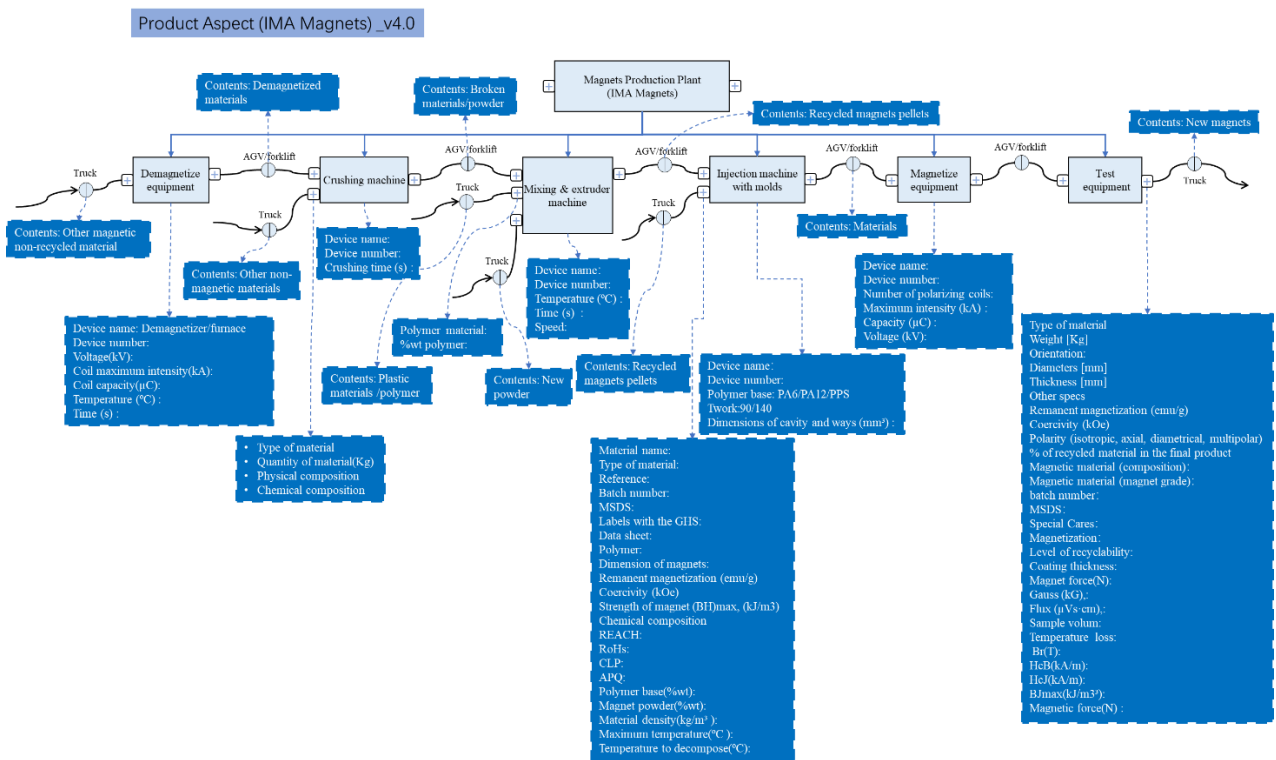 Product Aspect (IMA Magnets) _v4.0
Magnets Production Plant
(IMA Magnets)
Contents: Demagnetized
materials
Contents: Broken
materials/powder
Contents: Recycled magnets pellets
Contents: New magnets
Truck
Demagnetize
equipment
AGV/forklift
Crushing machine
AGV/forklift
Mixing & extruder
machine
AGV/forklift
Injection machine
with molds
AGV/forklift
Magnetize
equipment
AGV/forklift
Test
equipment
Truck
Truck
Truck
Truck
Truck
Contents: Other magnetic
non-recycled material
Contents: Other non-
magnetic materials
Device name:
Device number:
Crushing time (s) :
Contents: Materials
Device name: Demagnetizer/furnace
Device number:
Voltage(kV):
Coil maximum intensity(kA):
Coil capacity(μC):
Temperature (ºC) :
Time (s) :
Polymer material:
%wt polymer:
Device name:
Device number:
Temperature (ºC) :
Time (s) :
Speed:
Device name:
Device number:
Number of polarizing coils:
Maximum intensity (kA) :
Capacity (μC) :
Voltage (kV):
Contents: Plastic
materials /polymer
Contents: New
powder
Contents: Recycled
magnets pellets
Device name:
Device number:
Polymer base: PA6/PA12/PPS
Twork:90/140
Dimensions of cavity and ways (mm³) :
• Type of material
• Quantity of material(Kg)
• Physical composition
• Chemical composition
Material name:
Type of material:
Reference:
Batch number:
MSDS:
Labels with the GHS:
Data sheet:
Polymer:
Dimension of magnets:
Remanent magnetization (emu/g)
Coercivity (kOe)
Strength of magnet (BH)max, (kJ/m3)
Chemical composition
REACH:
RoHs:
CLP:
APQ:
Polymer base(%wt):
Magnet powder(%wt):
Material density(kg/m³ ):
Maximum temperature(ºC ):
Temperature to decompose(ºC):
Type of material
Weight [Kg]
Orientation:
Diameters [mm]
Thickness [mm]
Other specs
Remanent magnetization (emu/g)
Coercivity (kOe)
Polarity (isotropic, axial, diametrical, multipolar)
% of recycled material in the final product
Magnetic material (composition):
Magnetic material (magnet grade):
batch number:
MSDS:
Special Cares:
Magnetization:
Level of recyclability:
Coating thickness:
Magnet force(N):
Gauss (kG),:
Flux (μVs·cm),:
Sample volum:
Temperature loss:
Br(T):
HcB(kA/m):
HcJ(kA/m):
BJmax(kJ/m3³):
Magnetic force(N) :